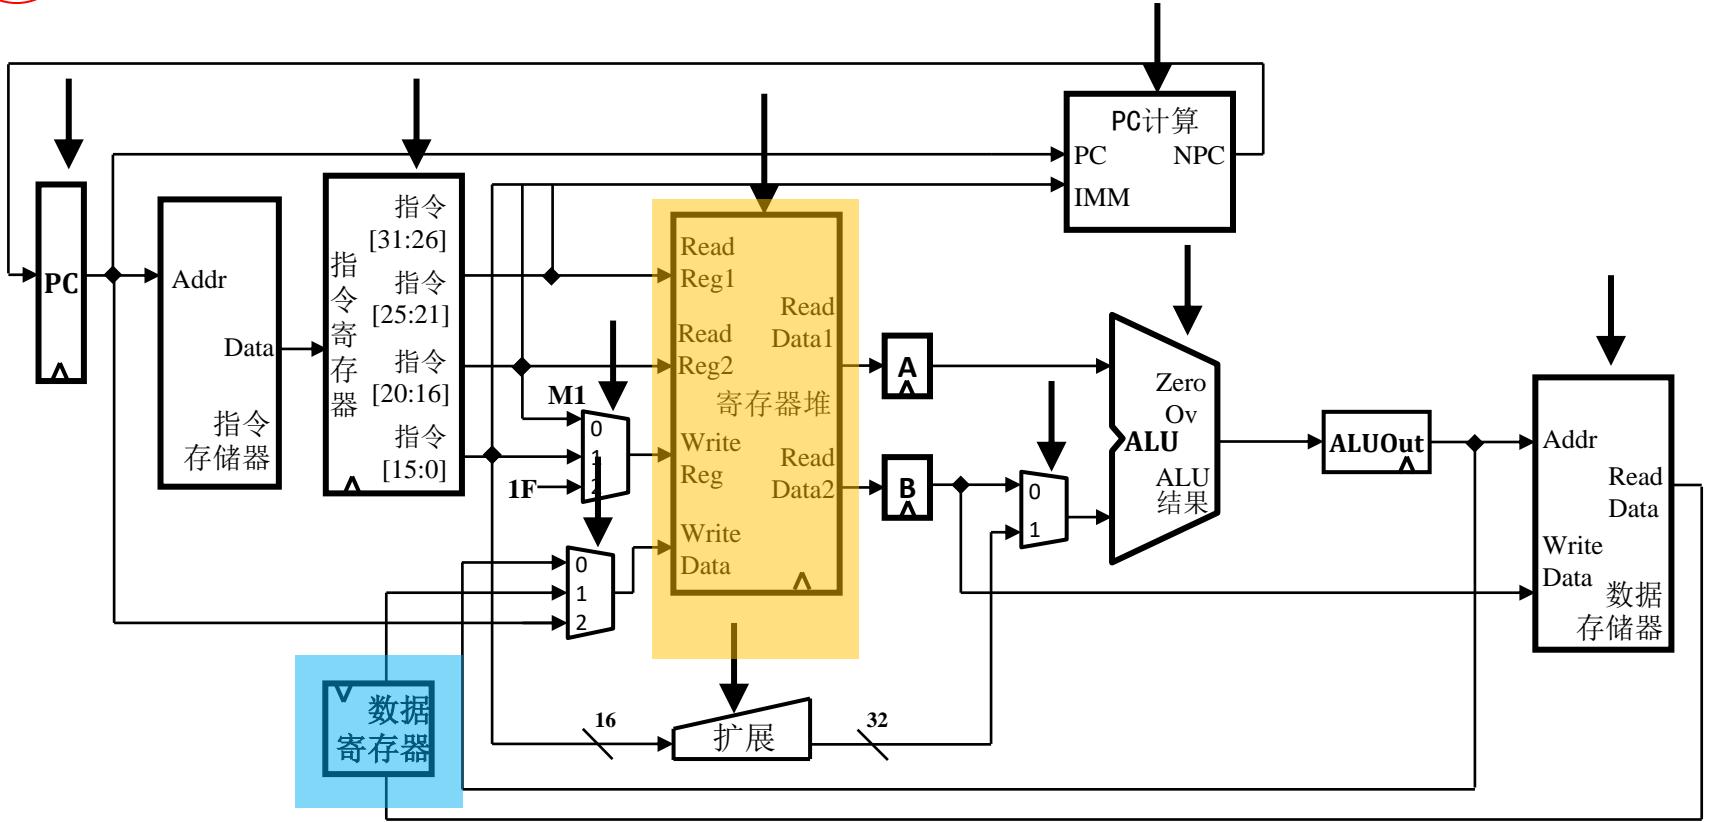 PC计算
PC
NPC
IMM
PC
Addr
Data
指令
存储器
指令寄存器
指令
[31:26]
指令
[25:21]
指令
[20:16]
指令
[15:0]
M1
0
1
2
1F
0
1
2
Read
Reg1
Read
Reg2
Write
Reg
Write
Data
Read
Data1
寄存器堆
Read
Data2
A
B
0
1
Zero
Ov
ALU
ALU
结果
ALUOut
Addr
Read
Data
Write
Data
数据
存储器
数据
寄存器
16
扩展
32